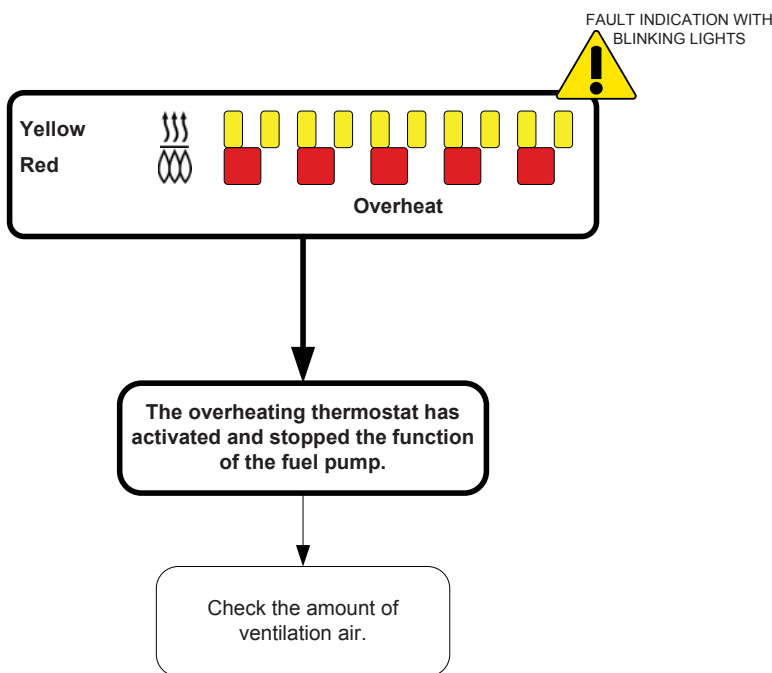 FAULT INDICATION WITH
BLINKING LIGHTS
Yellow
Red
Overheat
The overheating thermostat has
activated and stopped the function
of the fuel pump.
Check the amount of
ventilation air.